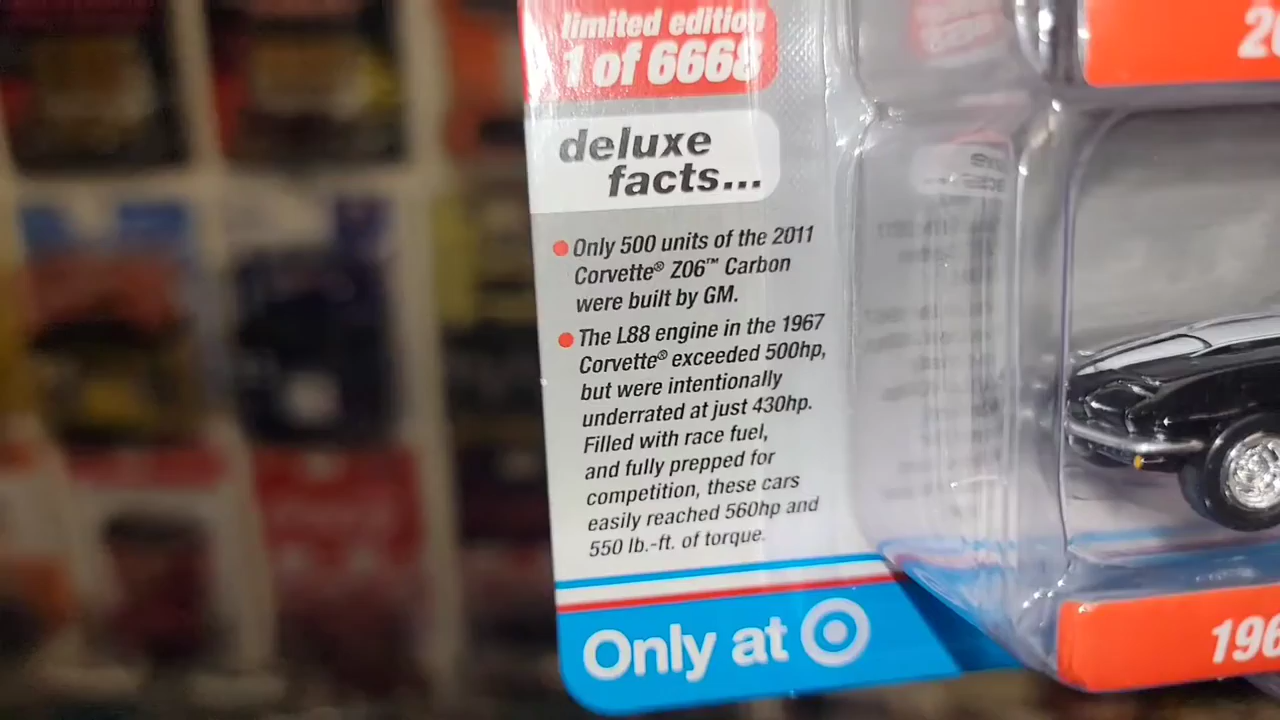 limited edition
1 of 6668
deluxe
facts...
Only 500 units of the 2011
Corvette® Z06™ Carbon
were built by GM.
The L88 engine in the 1967
Corvette® exceeded 500hp,
but were intentionally
underrated at just 430hp.
Filled with race fuel,
and fully prepped for
competition, these cars
easily reached 560hp and
550 lb.-ft. of torque.
Only at